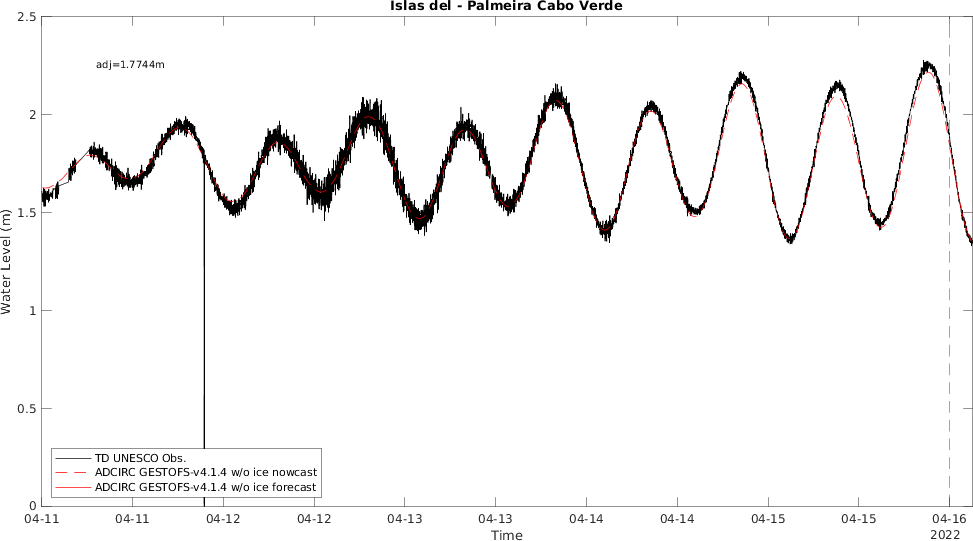 Islas del - Palmeira Cabo Verde
2.5
adj=1.7744m
2
1.5
Water Level (m)
1
0.5
TD UNESCO Obs.
ADCIRC GESTOFS-v4.1.4 w/o ice nowcast
ADCIRC GESTOFS-v4.1.4 w/o ice forecast
0
04-11 04-11 04-12 04-12 04-13 04-13 04-14 04-14 04-15 04-15 04-16
Time
2022